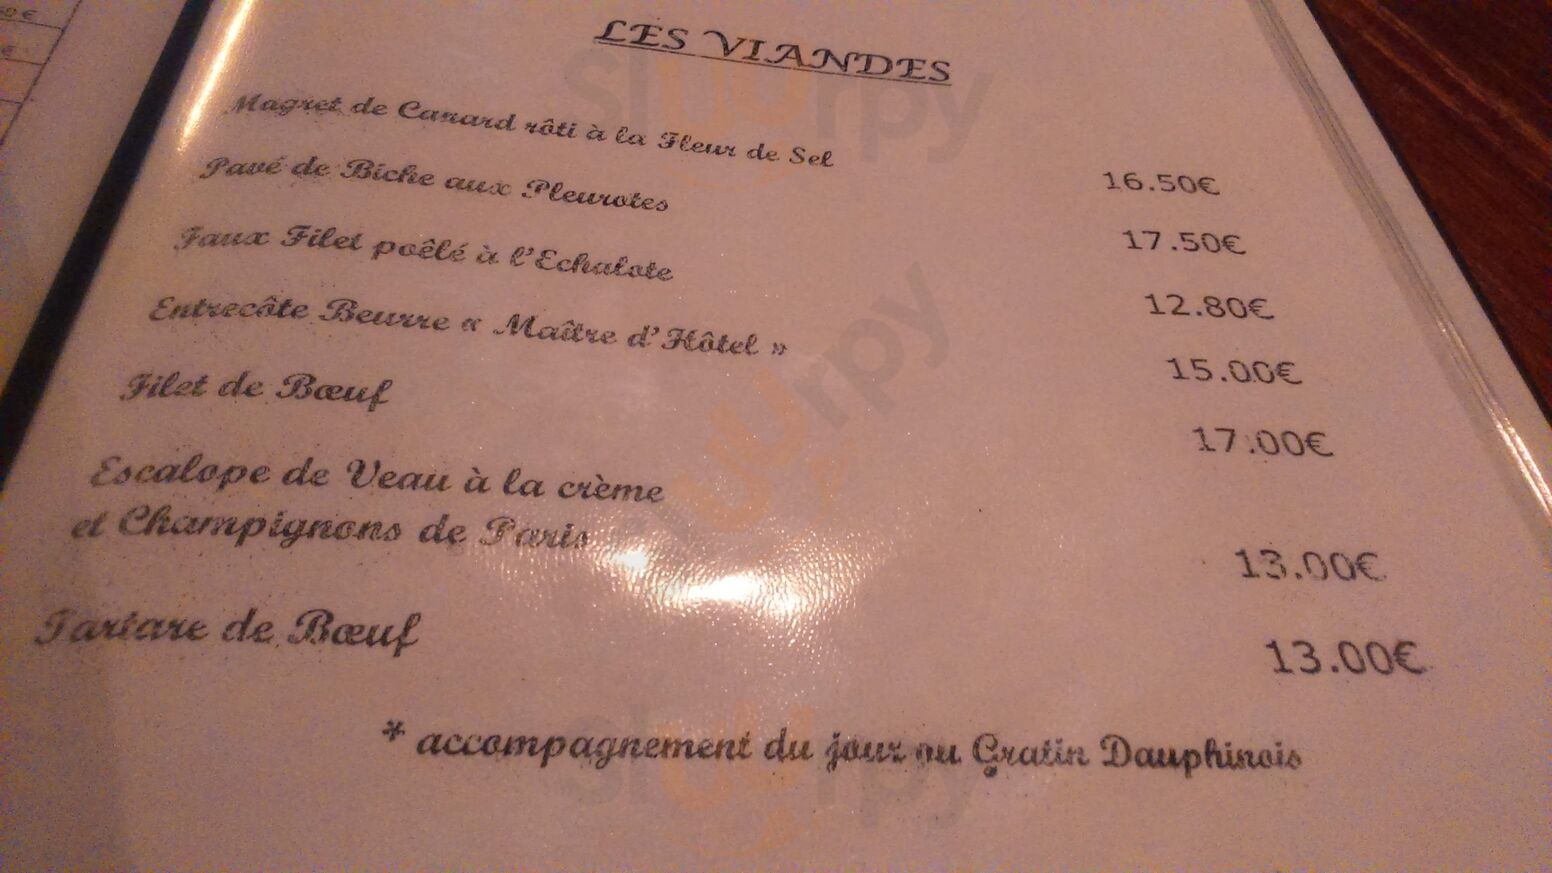 LES VIANDES
Magret de Canard rôti à la Fleur de Sel 16.50€
Pavé de Biche aux Pleurotes 17.50€
Faux Filet poêlé à l'Echalote 12.80€
Entrecôte Beurre « Maître d'Hôtel » 15.00€
Filet de Bœuf 17.00€
Escalope de Veau à la crème
et Champignons de Paris 13.00€
Tartare de Bœuf 13.00€
* accompagnement du jour ou Gratin Dauphinois
sluurpy
sluurpy
sluurpy